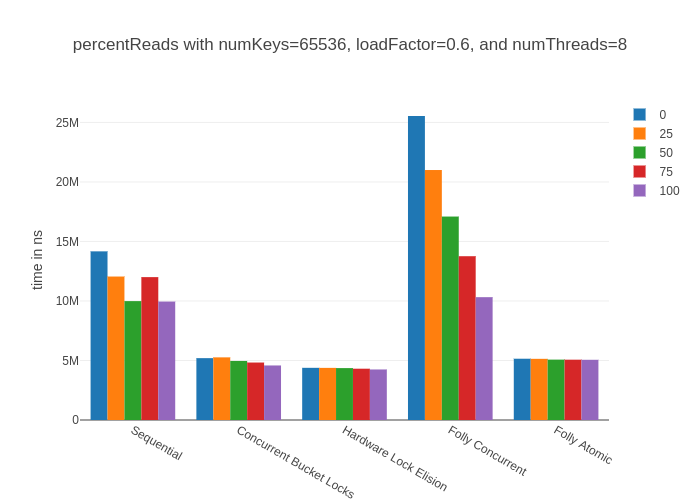 percentReads with numKeys=65536, loadFactor=0.6, and numThreads=8
0
25
50
75
100
time in ns
25M
20M
15M
10M
5M
0
Sequential
Concurrent Bucket Locks
Hardware Lock Elision
Folly Concurrent
Folly Atomic